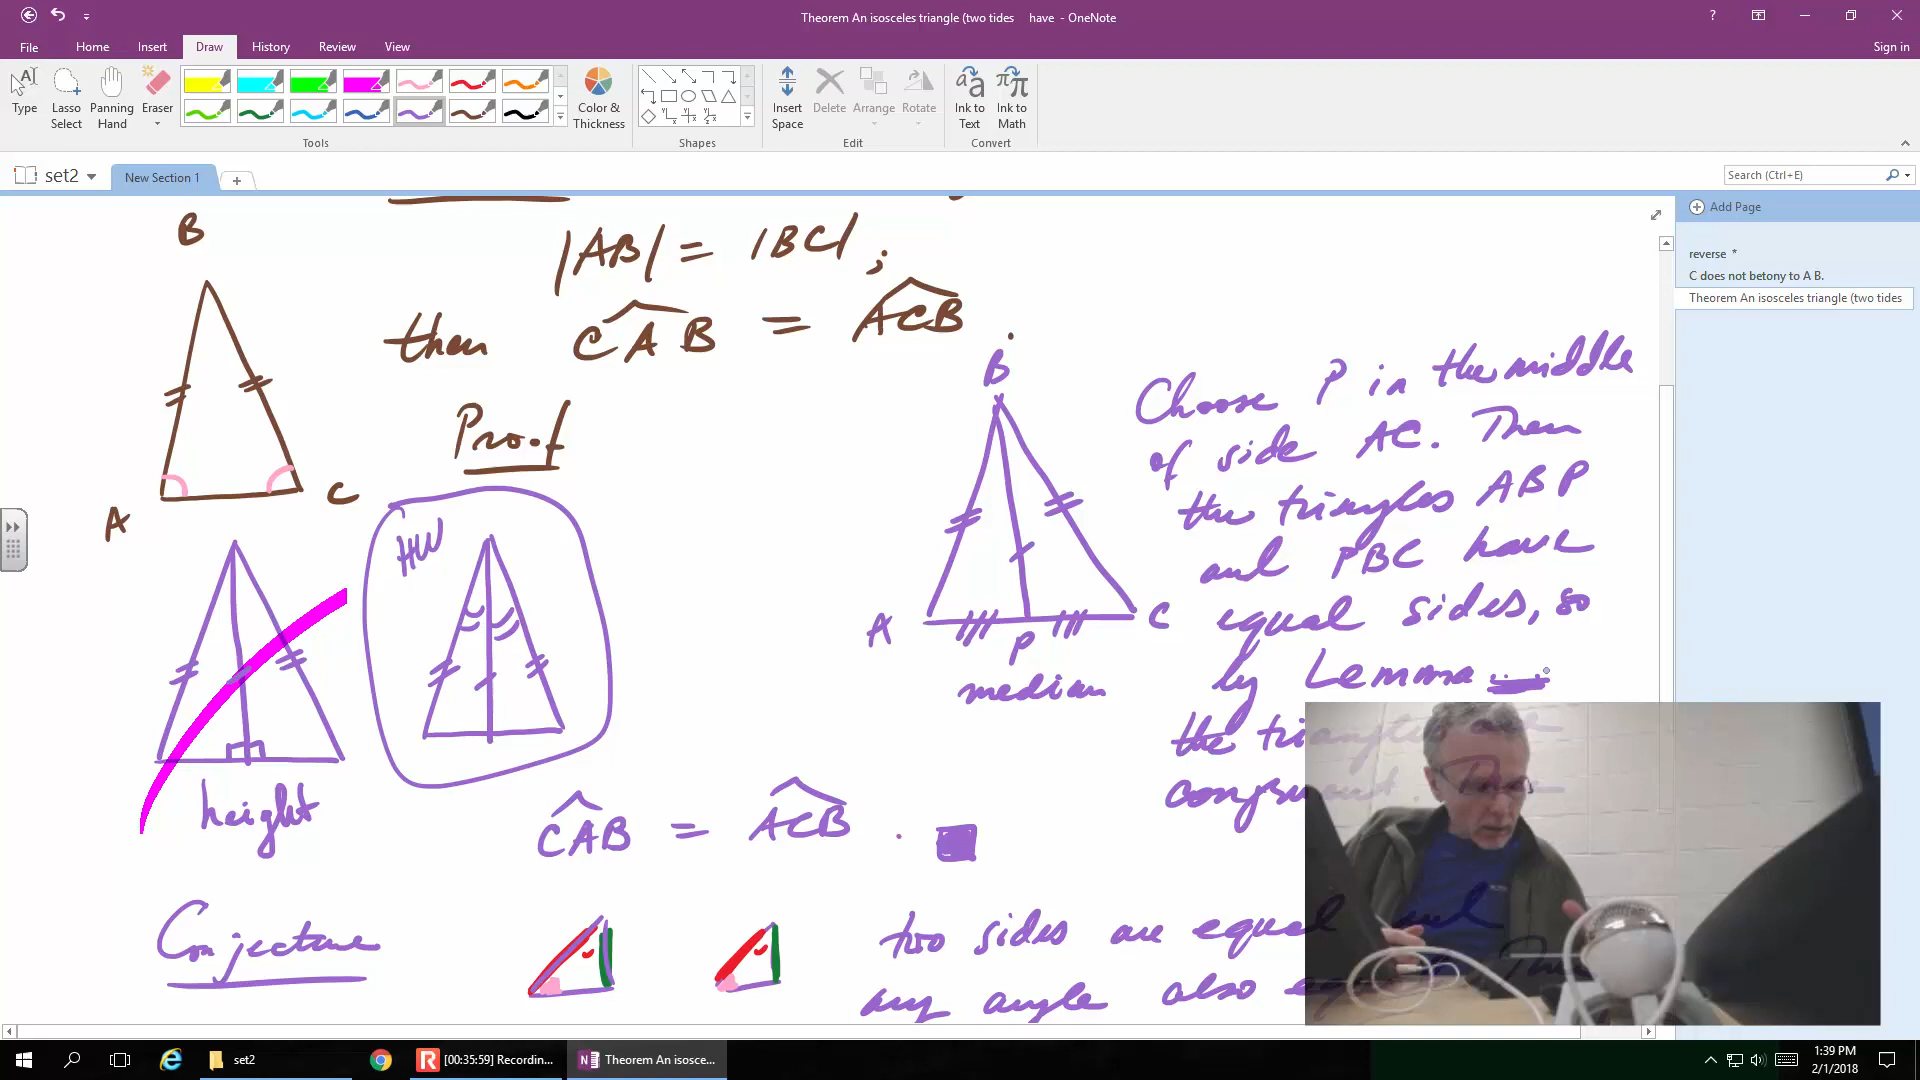 Theorem An isosceles triangle (two tides have - OneNote
File Home Insert Draw History Review View
Sign in
Type
Lasso Select
Panning Hand
Eraser
Color & Thickness
Insert Space
Delete
Arrange
Rotate
Ink to Text
Ink to Math
Tools
Shapes
Edit
Convert
set2
New Section 1
Search (Ctrl+E)
Add Page
reverse *
C does not betony to A B.
Theorem An isosceles triangle (two tides
B
|AB| = |BC| ;
then CAB = ACB .
A
C
Proof
HW
height
B
A
P
C
median
Choose P in the middle
of side AC. Then
the triangles ABP
and PBC have
equal sides, so
by Lemma ....
the
congruent.
CAB = ACB .
Conjecture
two sides are equal
any angle also
set2
[00:35:59] Recordin...
Theorem An isosce...
1:39 PM
2/1/2018